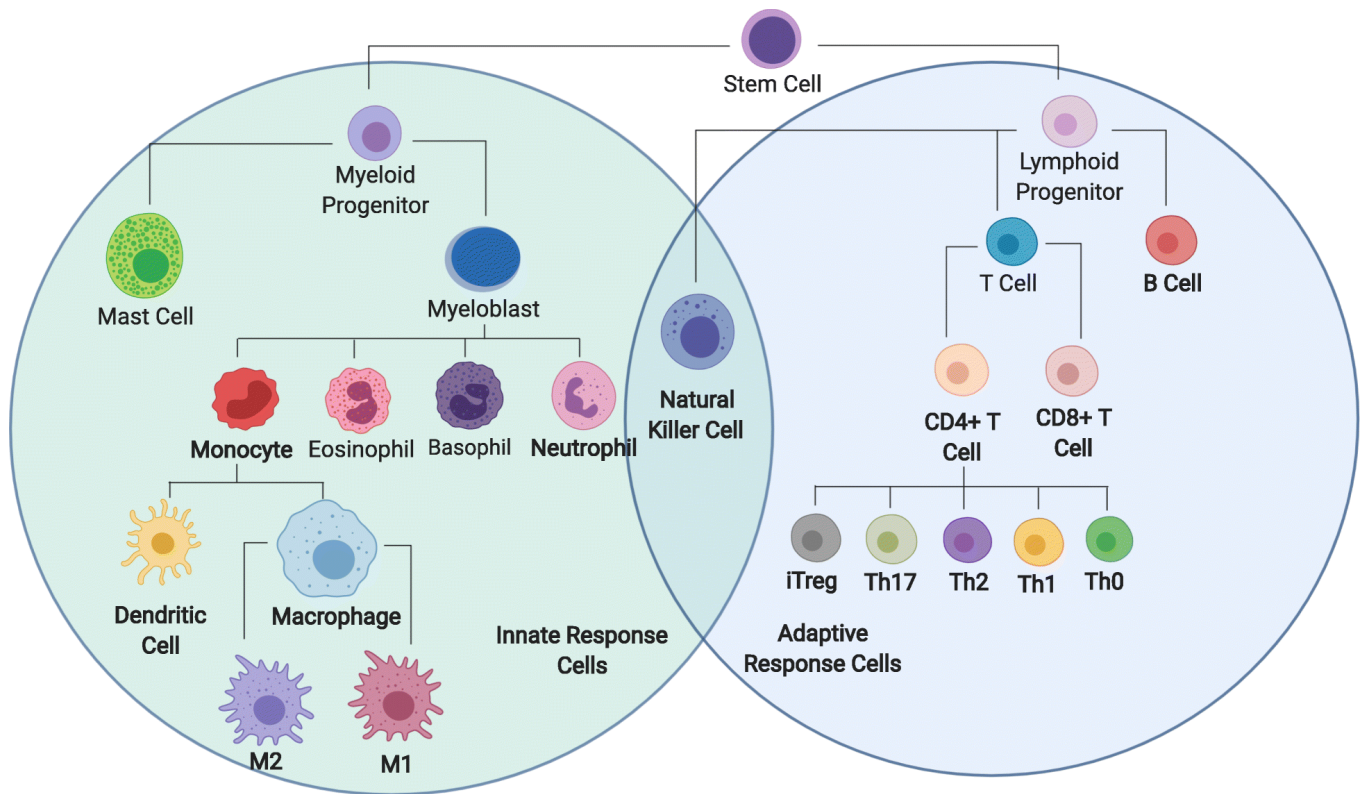 Stem Cell
Myeloid
Progenitor
Lymphoid
Progenitor
Mast Cell
Myeloblast
T Cell
B Cell
Natural
Killer Cell
Monocyte
Eosinophil
Basophil
Neutrophil
CD4+ T
Cell
CD8+ T
Cell
Dendritic
Cell
Macrophage
iTreg
Th17
Th2
Th1
Th0
Innate Response
Cells
Adaptive
Response Cells
M2
M1